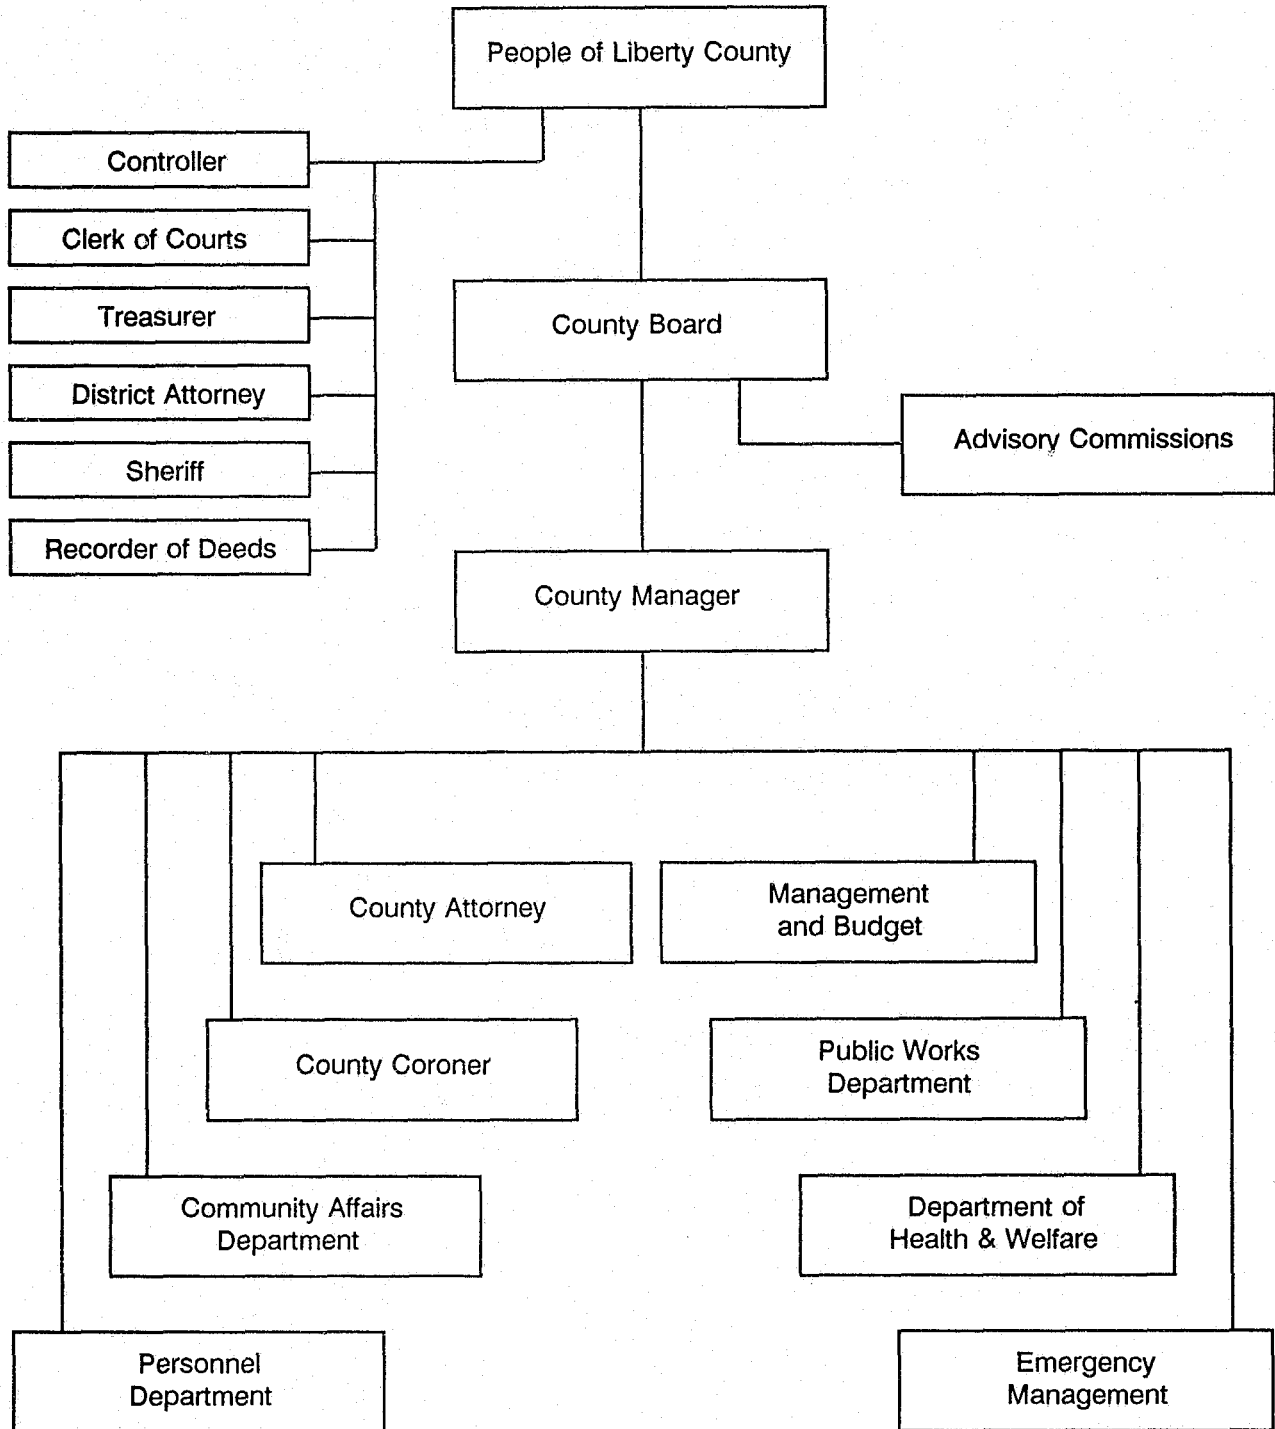 People of Liberty County
Controller
Clerk of Courts
Treasurer
District Attorney
Sheriff
Recorder of Deeds
County Board
Advisory Commissions
County Manager
County Attorney
Management
and Budget
County Coroner
Public Works
Department
Community Affairs
Department
Department of
Health & Welfare
Personnel
Department
Emergency
Management